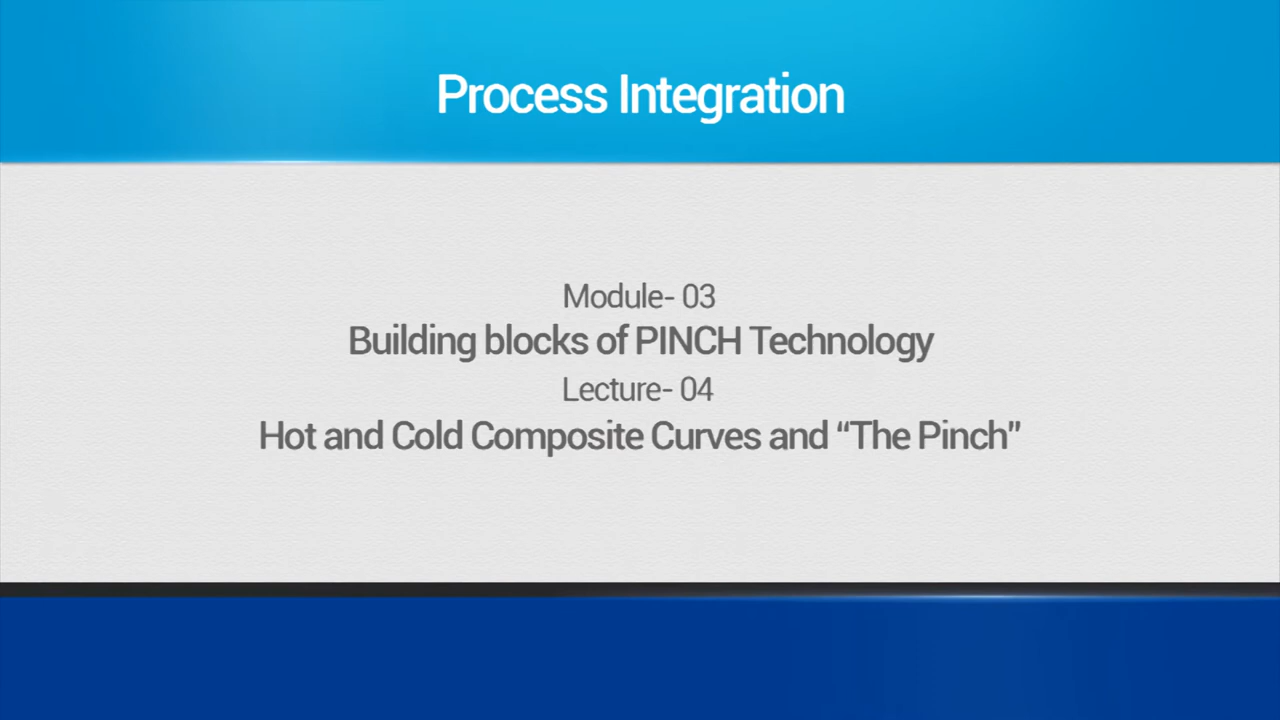 Process Integration
Module- 03
Building blocks of PINCH Technology
Lecture- 04
Hot and Cold Composite Curves and “The Pinch”